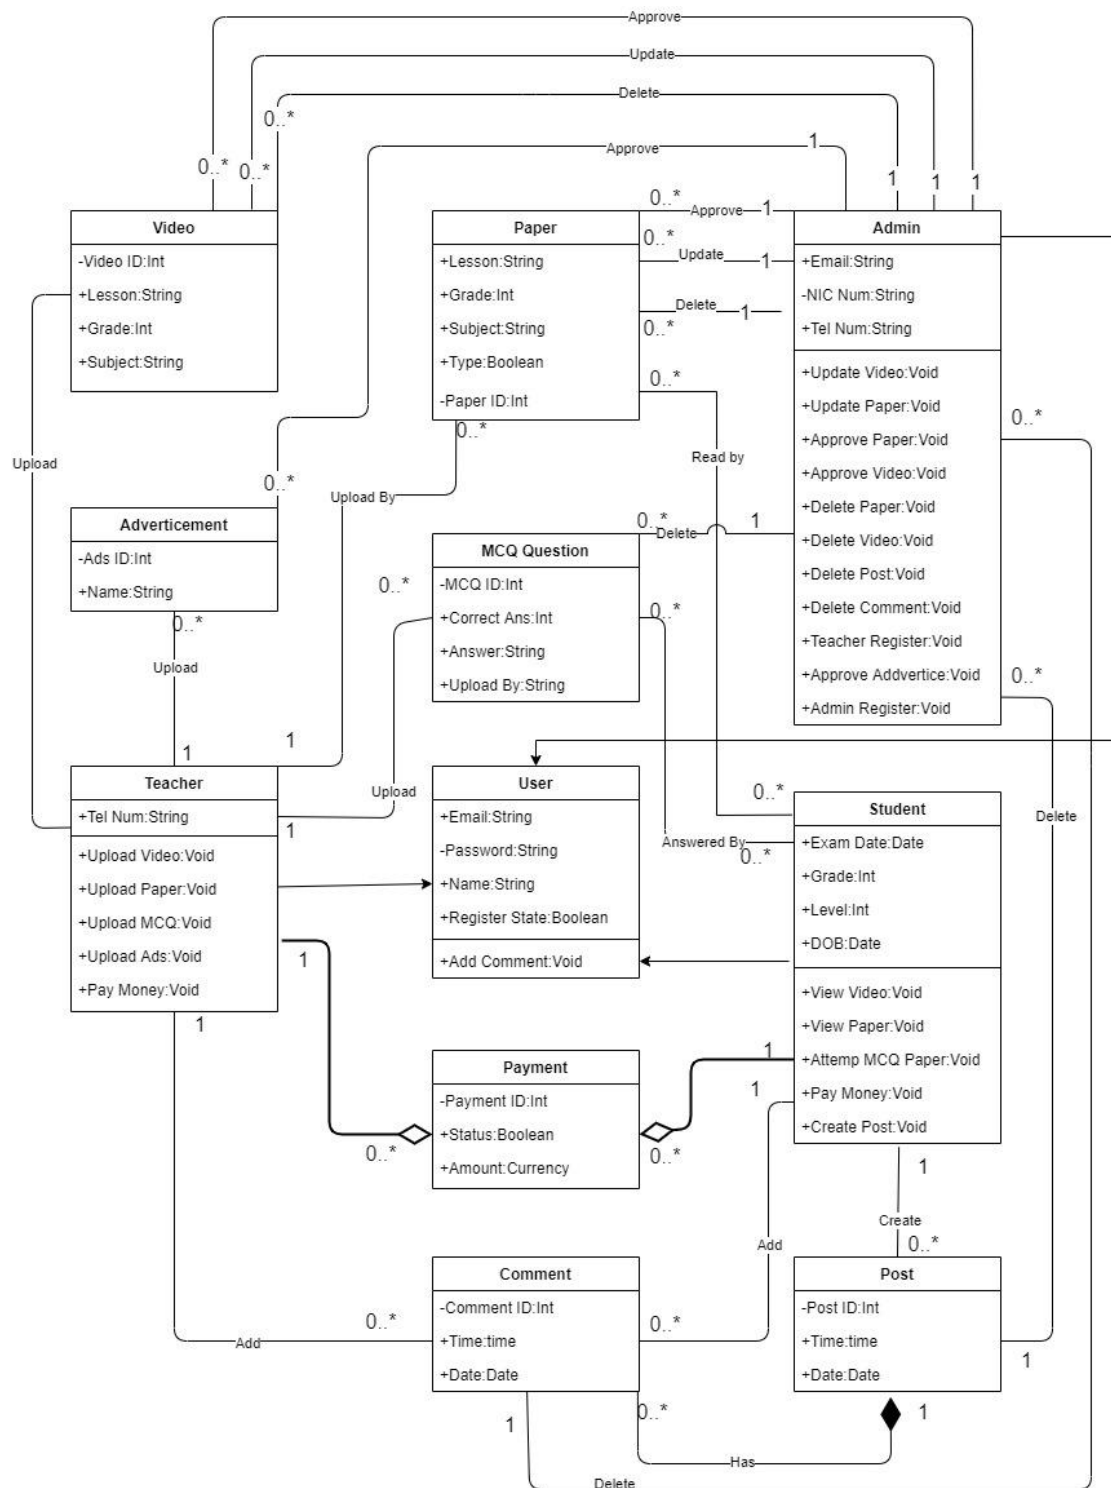 Approve
Update
Delete
0..*
Approve
1
0..*
0..*
1
1
1
0..*
Approve
1
Video
-Video ID:Int
+Lesson:String
+Grade:Int
+Subject:String
Paper
+Lesson:String
+Grade:Int
+Subject:String
+Type:Boolean
-Paper ID:Int
0..*
Update
1
Delete
1
0..*
0..*
Admin
+Email:String
-NIC Num:String
+Tel Num:String
+Update Video:Void
+Update Paper:Void
+Approve Paper:Void
+Approve Video:Void
+Delete Paper:Void
+Delete Video:Void
+Delete Post:Void
+Delete Comment:Void
+Teacher Register:Void
+Approve Addvertice:Void
+Admin Register:Void
0..*
0..*
Upload
0..*
Upload By
Read by
0..*
Adverticement
-Ads ID:Int
+Name:String
0..*
Upload
1
1
0..*
Delete
1
MCQ Question
-MCQ ID:Int
+Correct Ans:Int
+Answer:String
+Upload By:String
0..*
0..*
Teacher
+Tel Num:String
+Upload Video:Void
+Upload Paper:Void
+Upload MCQ:Void
+Upload Ads:Void
+Pay Money:Void
1
Upload
User
+Email:String
-Password:String
+Name:String
+Register State:Boolean
+Add Comment:Void
0..*
Answered By
0..*
Delete
Student
+Exam Date:Date
+Grade:Int
+Level:Int
+DOB:Date
+View Video:Void
+View Paper:Void
+Attemp MCQ Paper:Void
+Pay Money:Void
+Create Post:Void
1
1
Payment
-Payment ID:Int
+Status:Boolean
+Amount:Currency
0..*
0..*
1
1
1
Create
0..*
Add
Comment
-Comment ID:Int
+Time:time
+Date:Date
0..*
Add
0..*
Post
-Post ID:Int
+Time:time
+Date:Date
1
1
0..*
1
Has
Delete